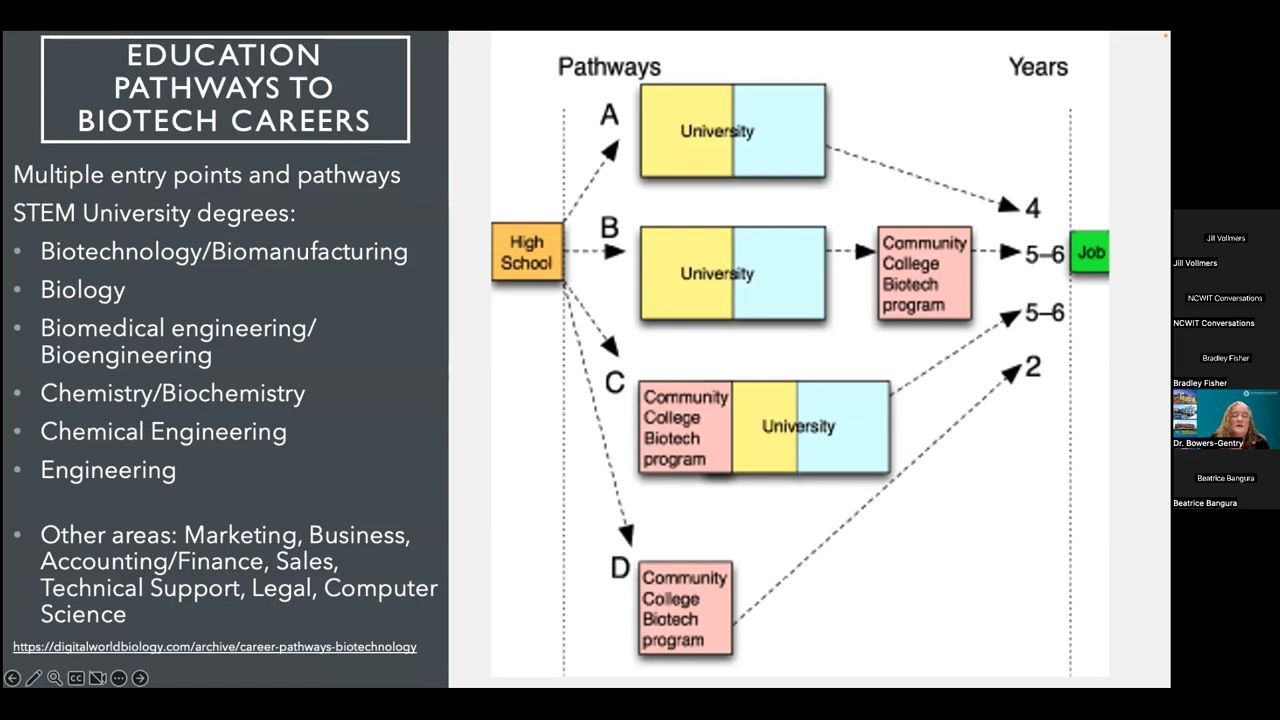 EDUCATION
PATHWAYS TO
BIOTECH CAREERS
Multiple entry points and pathways
STEM University degrees:
• Biotechnology/Biomanufacturing
• Biology
• Biomedical engineering/
Bioengineering
• Chemistry/Biochemistry
• Chemical Engineering
• Engineering
• Other areas: Marketing, Business,
Accounting/Finance, Sales,
Technical Support, Legal, Computer
Science
https://digitalworldbiology.com/archive/career-pathways-biotechnology
CC
Pathways
Years
A
University
4
High
School
B
University
Community
College
Biotech
program
5–6
Job
C
Community
College
Biotech
program
University
5–6
D
Community
College
Biotech
program
2
Jill Vollmers
Jill Vollmers
NCWIT Conversations
NCWIT Conversations
Bradley Fisher
Bradley Fisher
Dr. Bowers-Gentry
Beatrice Bangura
Beatrice Bangura